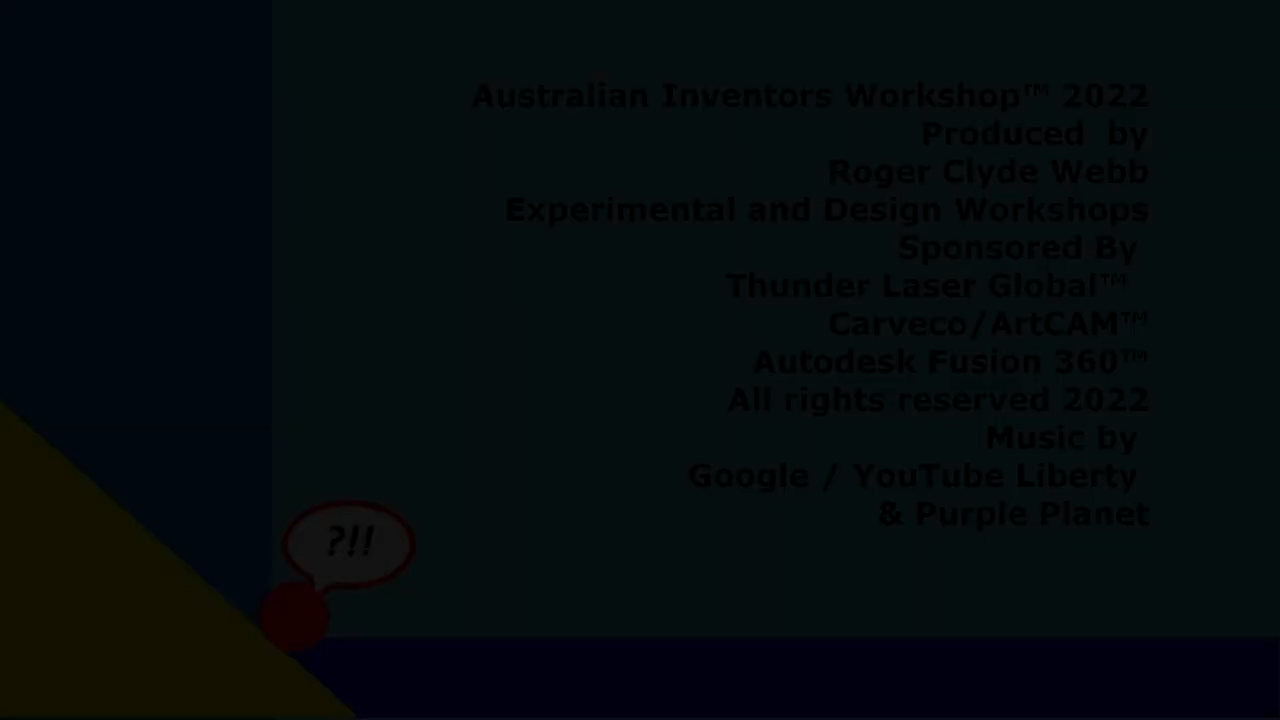 Australian Inventors Workshop™ 2022
Produced by
Roger Clyde Webb
Experimental and Design Workshops
Sponsored By
Thunder Laser Global™
Carveco/ArtCAM™
Autodesk Fusion 360™
All rights reserved 2022
Music by
Google / YouTube Liberty
& Purple Planet
?!!